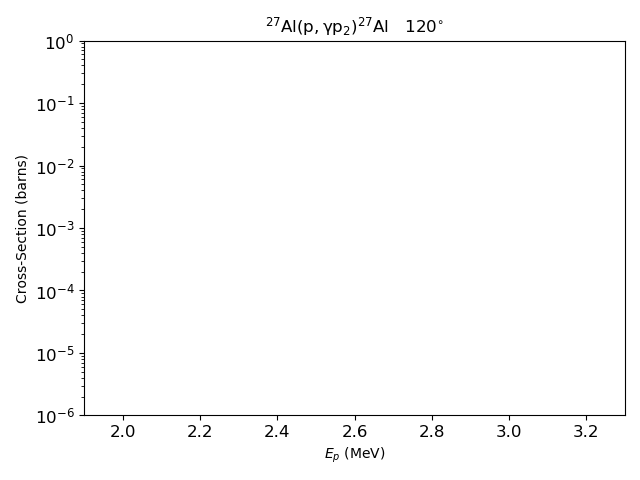 ²⁷Al(p, γp₂)²⁷Al 120°
10⁰
10⁻¹
10⁻²
10⁻³
10⁻⁴
10⁻⁵
10⁻⁶
Cross-Section (barns)
2.0 2.2 2.4 2.6 2.8 3.0 3.2
Eₚ (MeV)